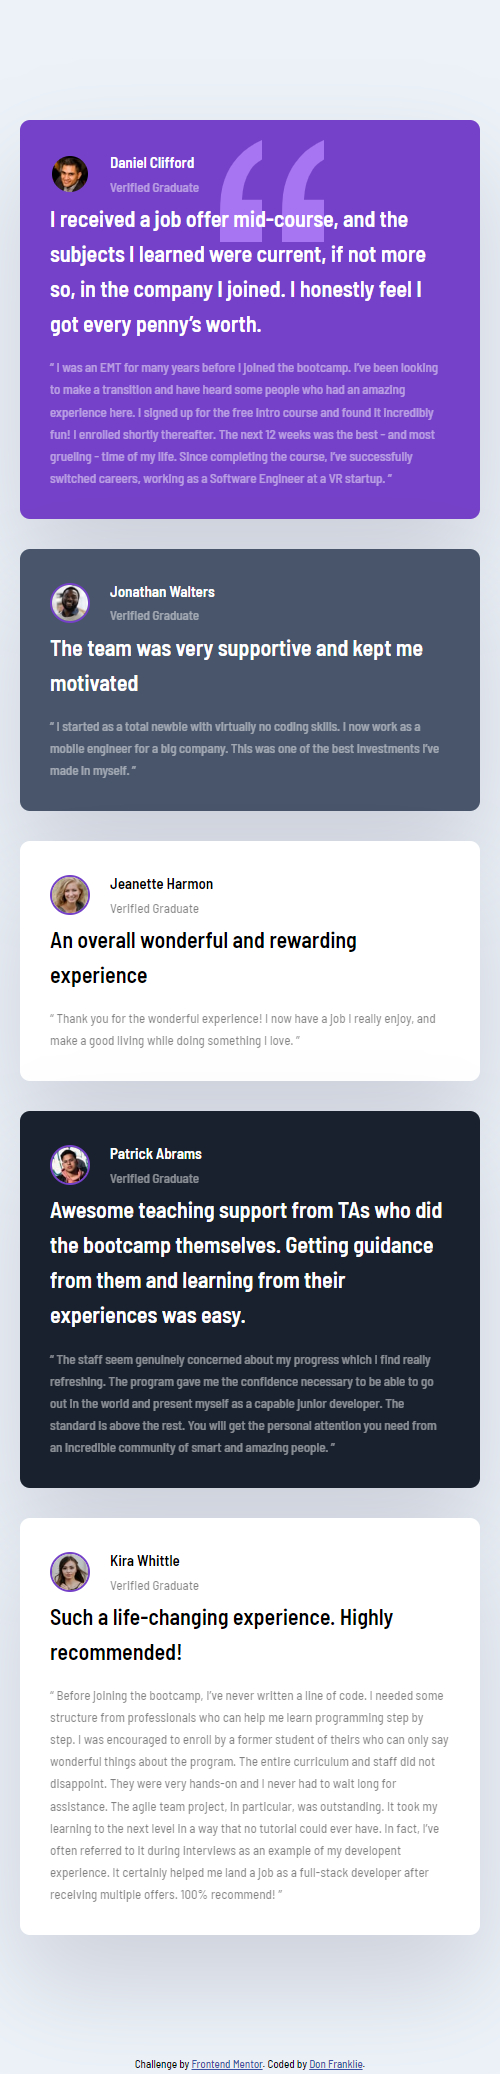 Daniel Clifford
Verified Graduate
I received a job offer mid-course, and the
subjects I learned were current, if not more
so, in the company I joined. I honestly feel I
got every penny’s worth.
“ I was an EMT for many years before I joined the bootcamp. I’ve been looking
to make a transition and have heard some people who had an amazing
experience here. I signed up for the free intro course and found it incredibly
fun! I enrolled shortly thereafter. The next 12 weeks was the best – and most
grueling – time of my life. Since completing the course, I’ve successfully
switched careers, working as a Software Engineer at a VR startup. ”
Jonathan Walters
Verified Graduate
The team was very supportive and kept me
motivated
“ I started as a total newbie with virtually no coding skills. I now work as a
mobile engineer for a big company. This was one of the best investments I’ve
made in myself. ”
Jeanette Harmon
Verified Graduate
An overall wonderful and rewarding
experience
“ Thank you for the wonderful experience! I now have a job I really enjoy, and
make a good living while doing something I love. ”
Patrick Abrams
Verified Graduate
Awesome teaching support from TAs who did
the bootcamp themselves. Getting guidance
from them and learning from their
experiences was easy.
“ The staff seem genuinely concerned about my progress which I find really
refreshing. The program gave me the confidence necessary to be able to go
out in the world and present myself as a capable junior developer. The
standard is above the rest. You will get the personal attention you need from
an incredible community of smart and amazing people. ”
Kira Whittle
Verified Graduate
Such a life-changing experience. Highly
recommended!
“ Before joining the bootcamp, I’ve never written a line of code. I needed some
structure from professionals who can help me learn programming step by
step. I was encouraged to enroll by a former student of theirs who can only say
wonderful things about the program. The entire curriculum and staff did not
disappoint. They were very hands-on and I never had to wait long for
assistance. The agile team project, in particular, was outstanding. It took my
learning to the next level in a way that no tutorial could ever have. In fact, I’ve
often referred to it during interviews as an example of my developent
experience. It certainly helped me land a job as a full-stack developer after
receiving multiple offers. 100% recommend! ”
Challenge by Frontend Mentor. Coded by Don Franklie.